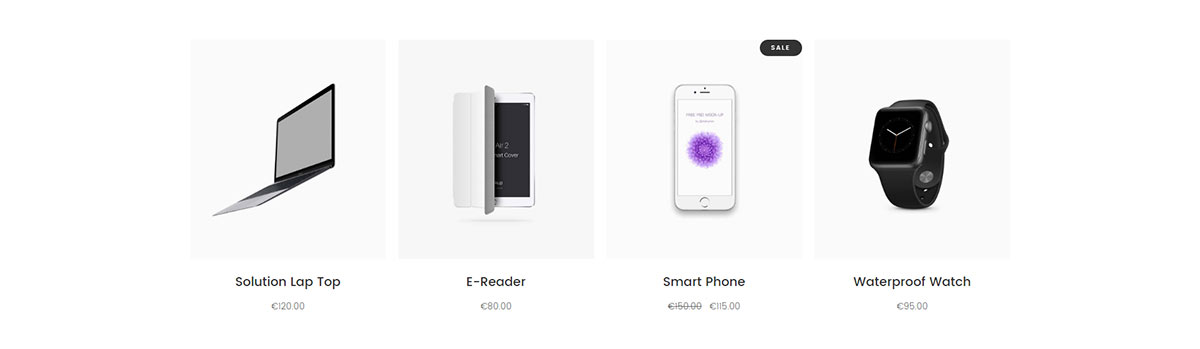 SALE
Air 2
mart Cover
FREE PSD MOCK-UP
Solution Lap Top
E-Reader
Smart Phone
Waterproof Watch
€120.00
€80.00
€150.00 €115.00
€95.00